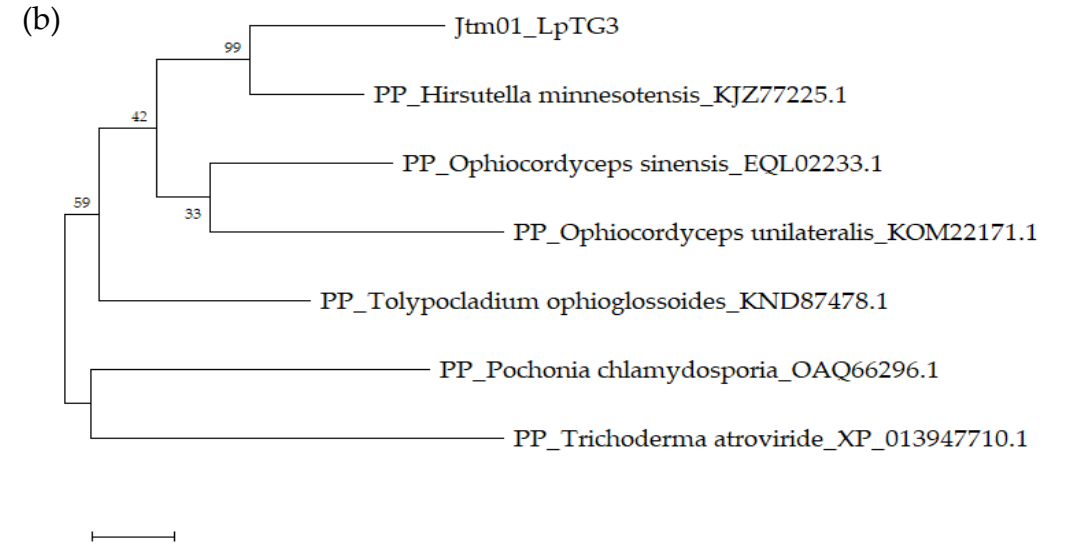 (b)
Jtm01_LpTG3
99
PP_Hirsutella minnesotensis_KJZ77225.1
42
PP_Ophiocordyceps sinensis_EQL02233.1
59
33
PP_Ophiocordyceps unilateralis_KOM22171.1
PP_Tolypocladium ophioglossoides_KND87478.1
PP_Pochonia chlamydosporia_OAQ66296.1
PP_Trichoderma atroviride_XP_013947710.1